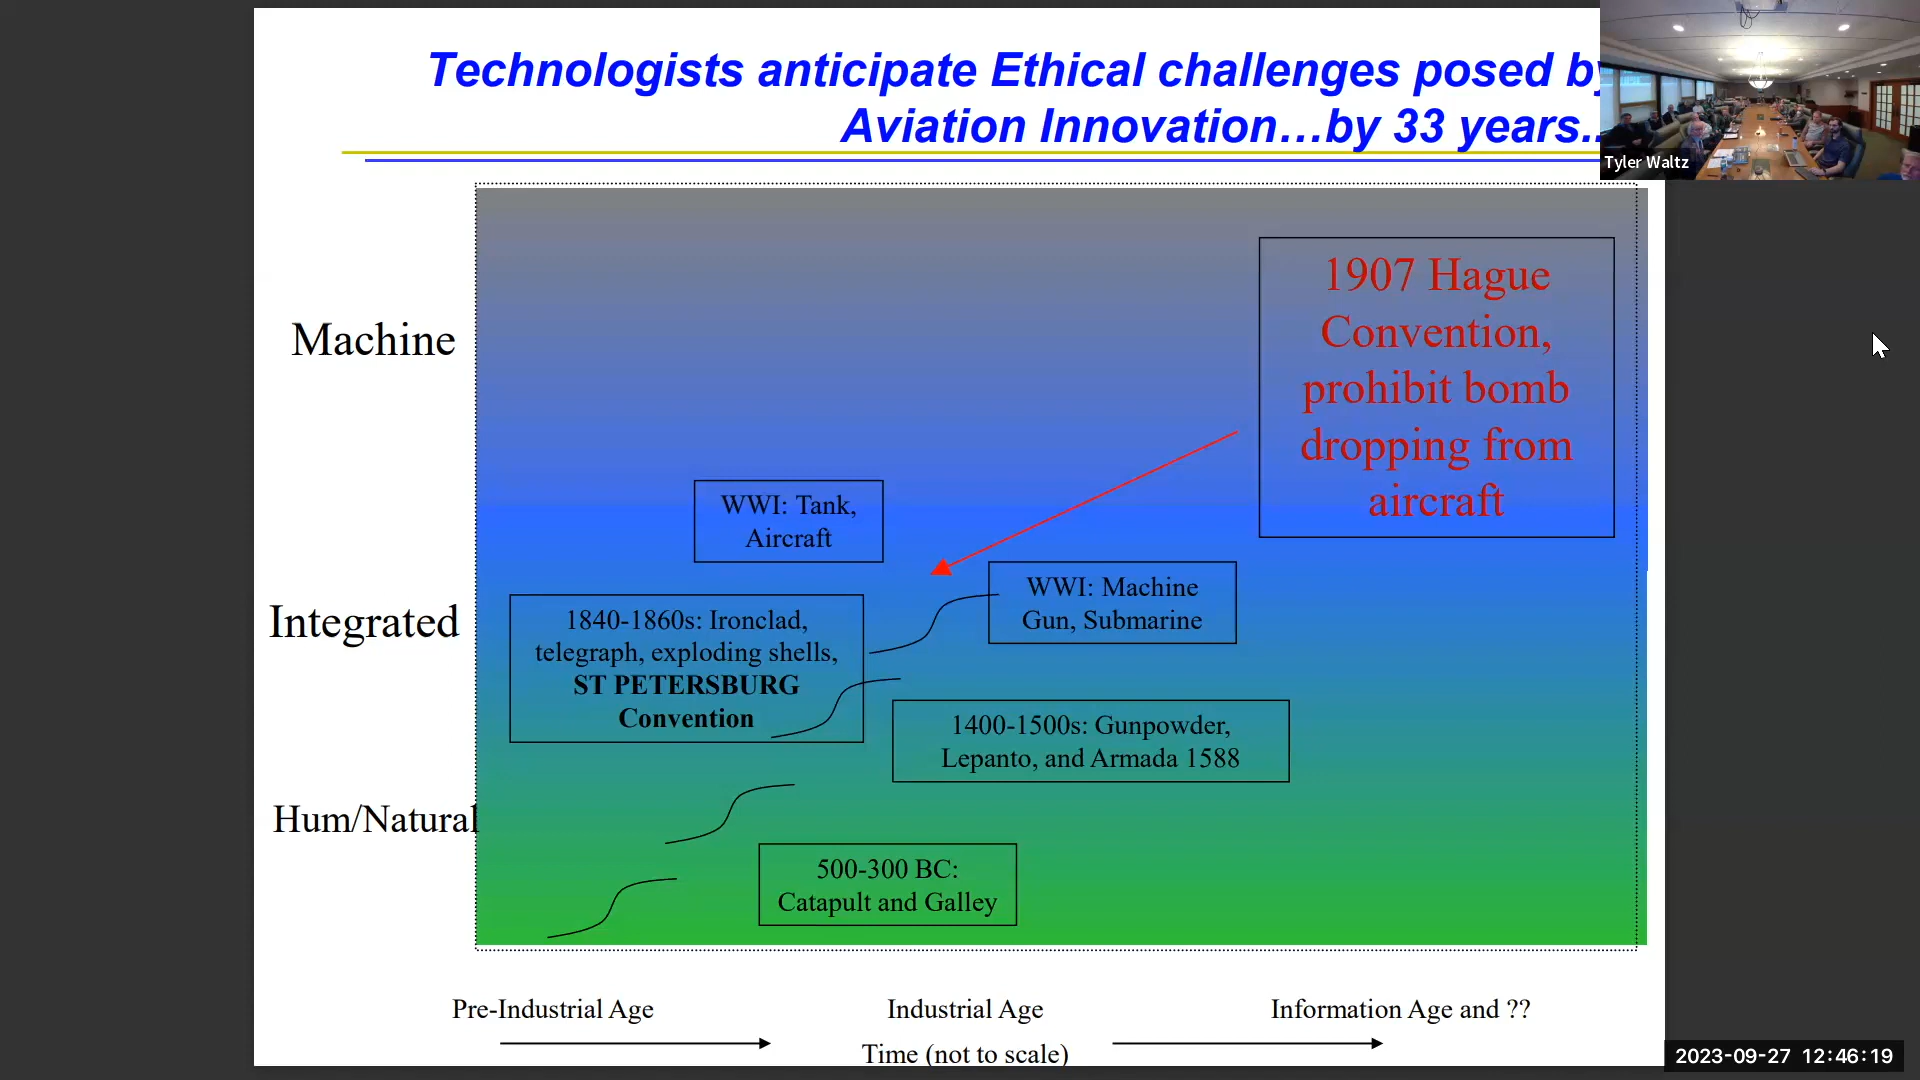 Technologists anticipate Ethical challenges posed by
Aviation Innovation…by 33 years..
Tyler Waltz
Machine
1907 Hague
Convention,
prohibit bomb
dropping from
aircraft
WWI: Tank,
Aircraft
Integrated
WWI: Machine
Gun, Submarine
1840-1860s: Ironclad,
telegraph, exploding shells,
ST PETERSBURG
Convention
1400-1500s: Gunpowder,
Lepanto, and Armada 1588
Hum/Natural
500-300 BC:
Catapult and Galley
Pre-Industrial Age
Industrial Age
Information Age and ??
Time (not to scale)
2023-09-27 12:46:19